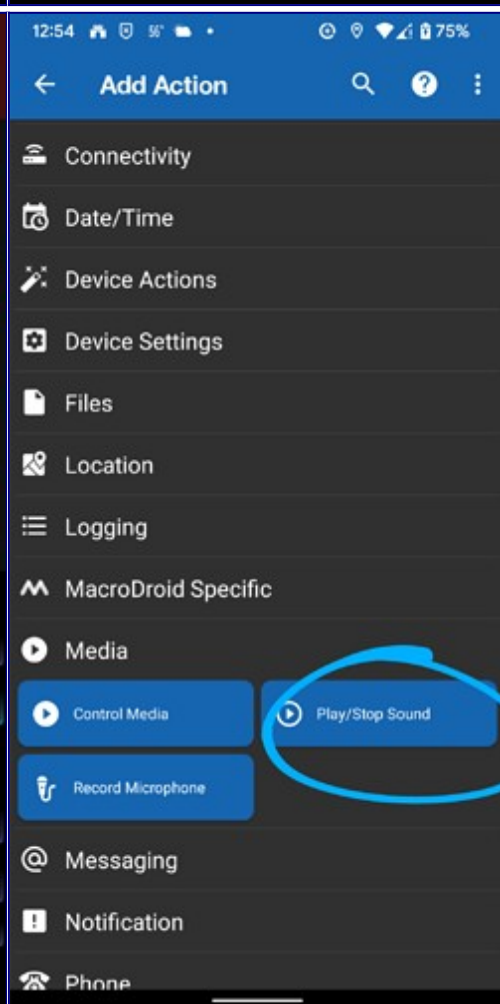 12:54 56° 75%
Add Action
Connectivity
Date/Time
Device Actions
Device Settings
Files
Location
Logging
MacroDroid Specific
Media
Control Media Play/Stop Sound
Record Microphone
Messaging
Notification
Phone